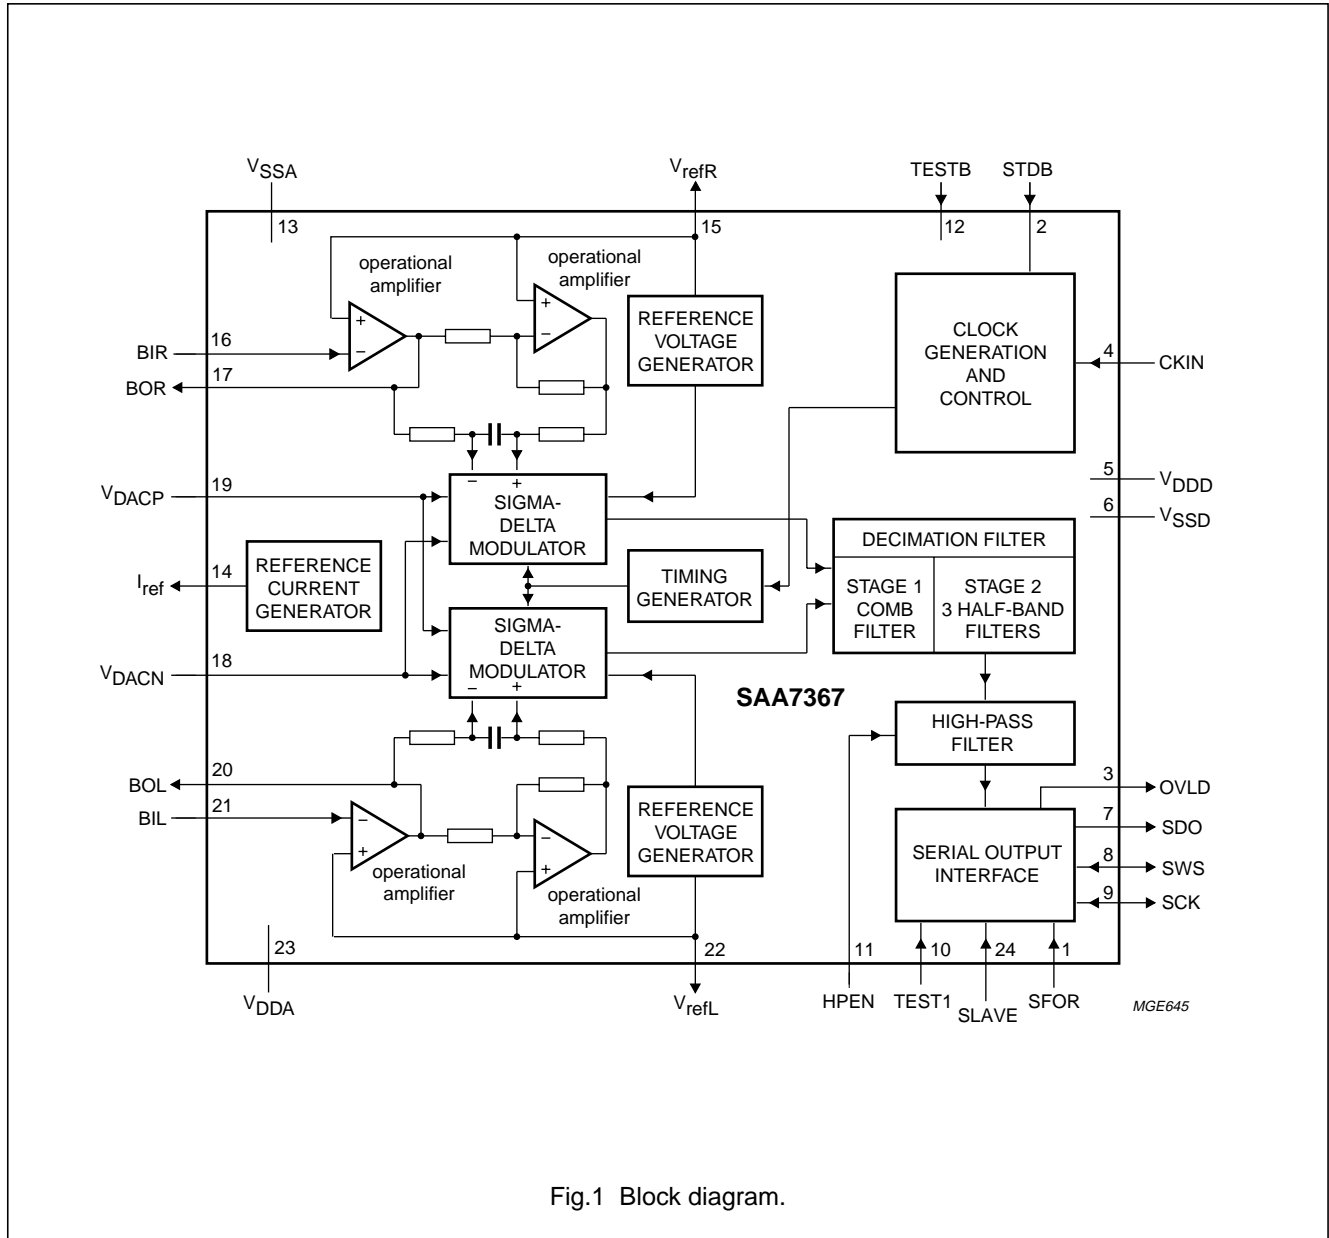 VSSA
VrefR
TESTB
STDB
13
15
12
2
operational
amplifier
operational
amplifier
+
−
+
−
REFERENCE
VOLTAGE
GENERATOR
CLOCK
GENERATION
AND
CONTROL
BIR
16
BOR
17
4
CKIN
VDACP
19
−
+
SIGMA-
DELTA
MODULATOR
5
VDDD
6
VSSD
Iref
14
REFERENCE
CURRENT
GENERATOR
TIMING
GENERATOR
DECIMATION FILTER
STAGE 1
COMB
FILTER
STAGE 2
3 HALF-BAND
FILTERS
VDACN
18
SIGMA-
DELTA
MODULATOR
−
+
SAA7367
HIGH-PASS
FILTER
BOL
20
BIL
21
−
+
−
+
operational
amplifier
operational
amplifier
REFERENCE
VOLTAGE
GENERATOR
SERIAL OUTPUT
INTERFACE
3
OVLD
7
SDO
8
SWS
9
SCK
23
22
11
10
24
1
VDDA
VrefL
HPEN
TEST1
SLAVE
SFOR
MGE645
Fig.1 Block diagram.